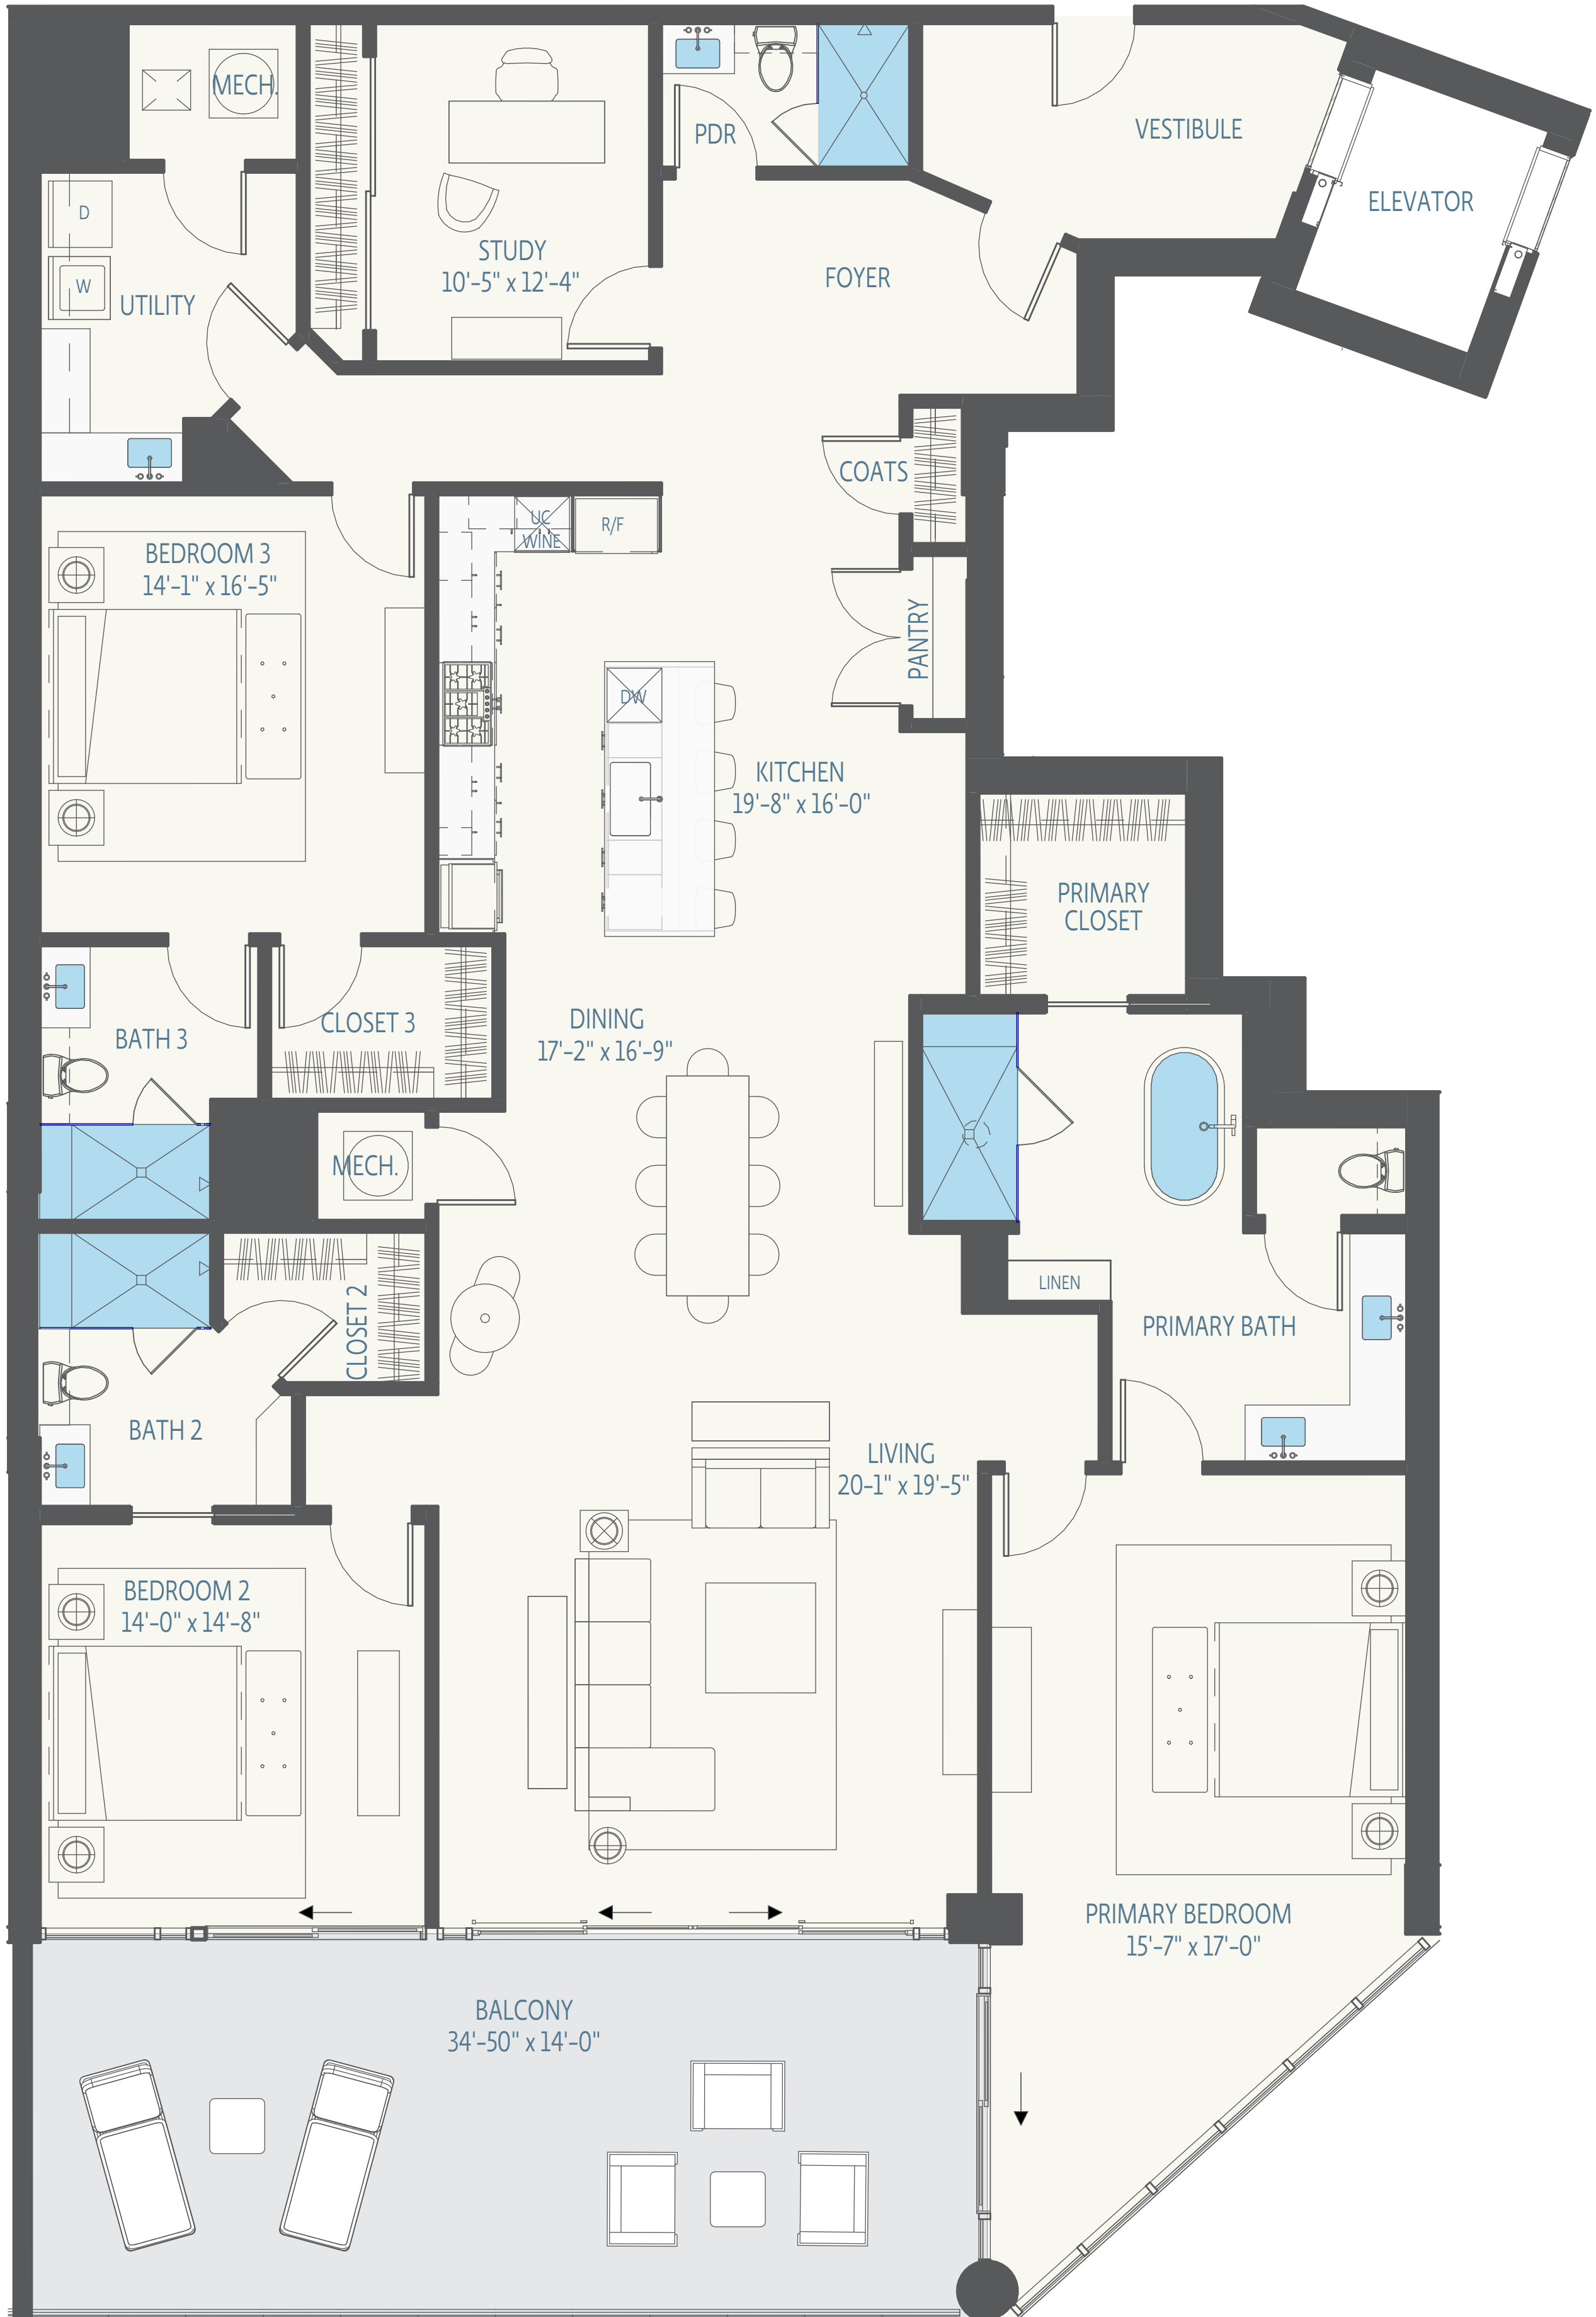 MECH.
VESTIBULE
PDR
ELEVATOR
D
STUDY
10'-5" x 12'-4"
FOYER
W
UTILITY
COATS
UC
WINE
R/F
BEDROOM 3
14'-1" x 16'-5"
PANTRY
DW
KITCHEN
19'-8" x 16'-0"
PRIMARY
CLOSET
DINING
17'-2" x 16'-9"
CLOSET 3
BATH 3
MECH.
LINEN
CLOSET 2
PRIMARY BATH
BATH 2
LIVING
20-1" x 19'-5"
BEDROOM 2
14'-0" x 14'-8"
PRIMARY BEDROOM
15'-7" x 17'-0"
BALCONY
34'-50" x 14'-0"